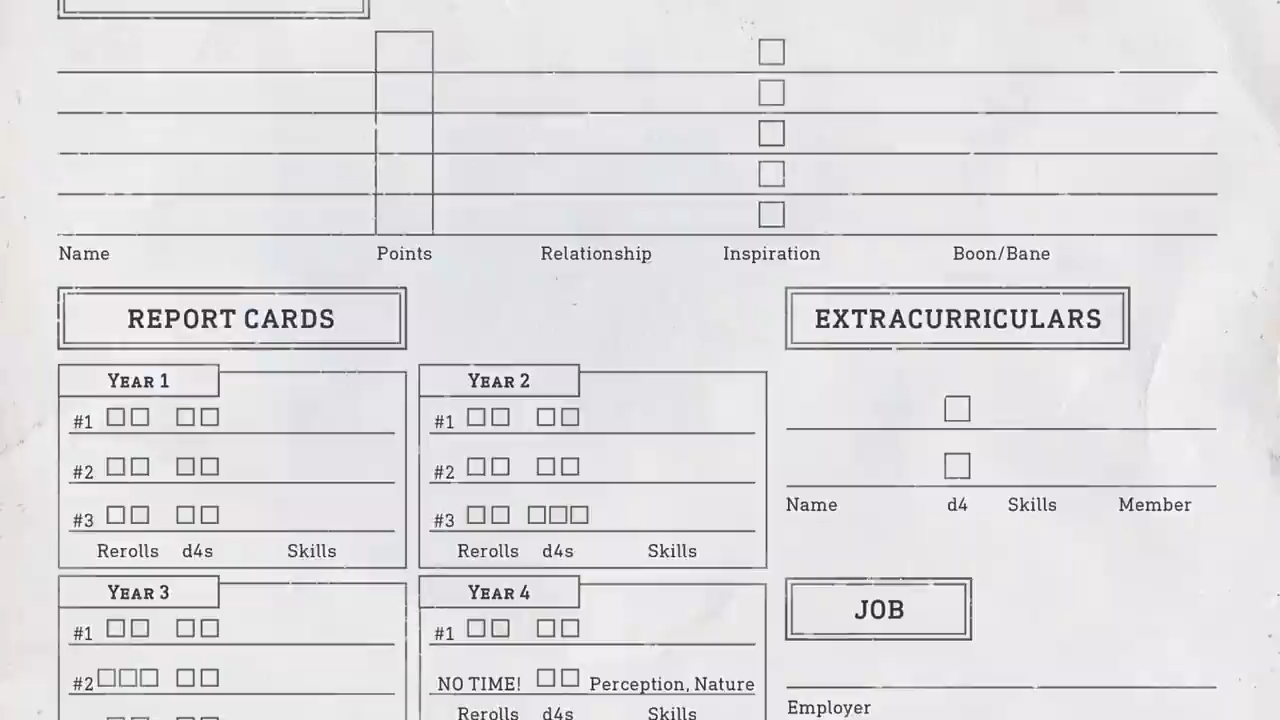 Name Points Relationship Inspiration Boon/Bane
REPORT CARDS
EXTRACURRICULARS
YEAR 1
#1
#2
#3
Rerolls d4s Skills
YEAR 2
#1
#2
#3
Rerolls d4s Skills
Name d4 Skills Member
YEAR 3
#1
#2
YEAR 4
#1
NO TIME! Perception, Nature
Rerolls d4s Skills
JOB
Employer